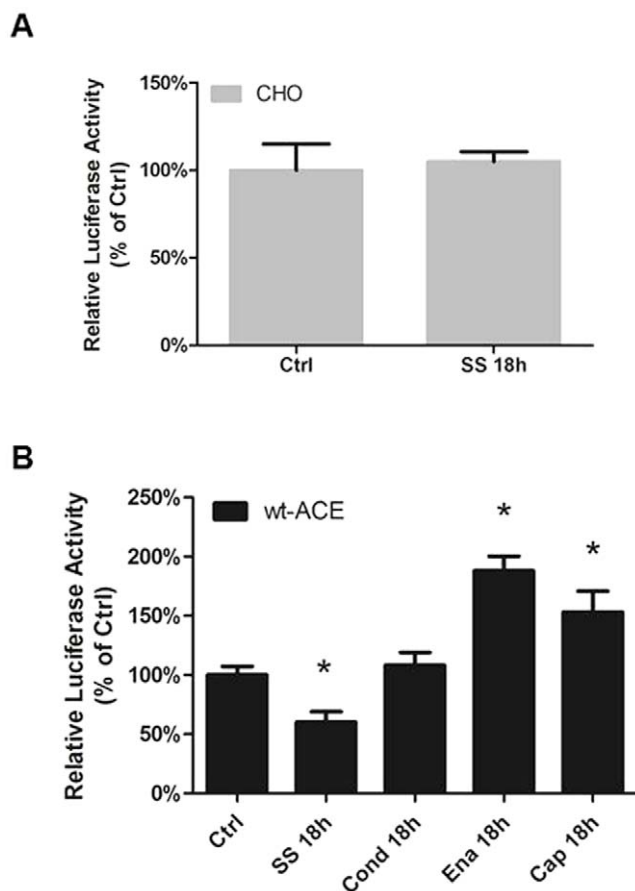 A
Relative Luciferase Activity
(% of Ctrl)
150%
100%
50%
0%
CHO
Ctrl
SS 18h
B
Relative Luciferase Activity
(% of Ctrl)
250%
200%
150%
100%
50%
0%
wt-ACE
*
*
*
Ctrl
SS 18h
Cond 18h
Ena 18h
Cap 18h